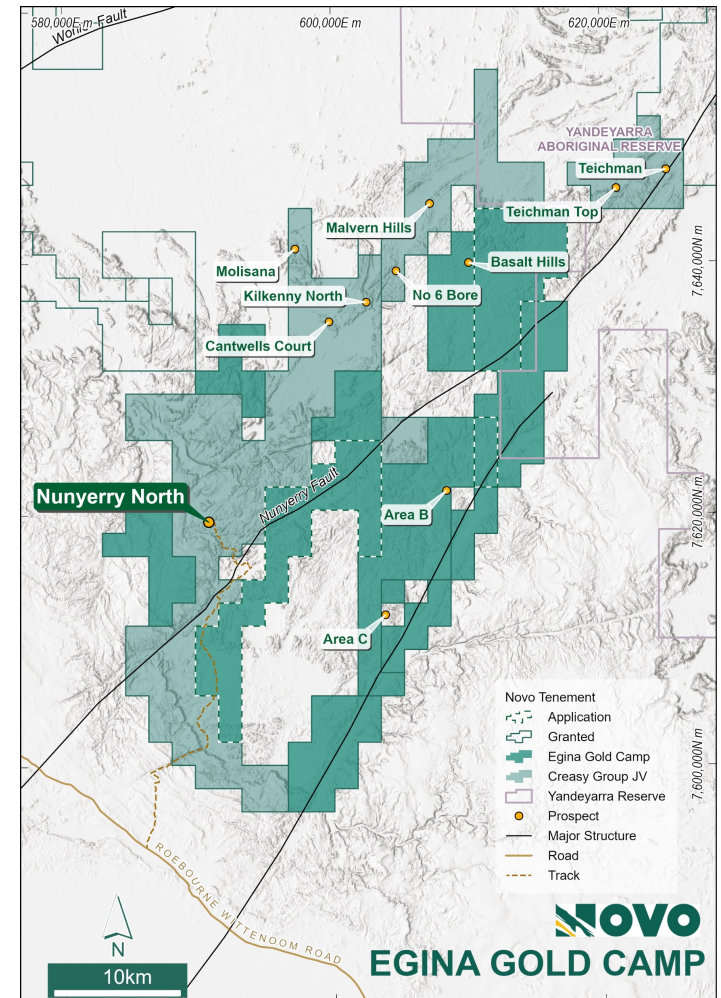 580,000E m
600,000E m
620,000E m
Wohle Fault
YANDEYARRA
ABORIGINAL RESERVE
Teichman
Teichman Top
Malvern Hills
Molisana
Basalt Hills
7,640,000N m
Kilkenny North
No 6 Bore
Cantwells Court
Nunyerry North
Nunyerry Fault
Area B
7,620,000N m
Area C
Novo Tenement
Application
Granted
Egina Gold Camp
Creasy Group JV
Yandeyarra Reserve
Prospect
Major Structure
Road
Track
7,600,000N m
ROEBOURNE WITTENOOM ROAD
N
10km
NOVO
EGINA GOLD CAMP